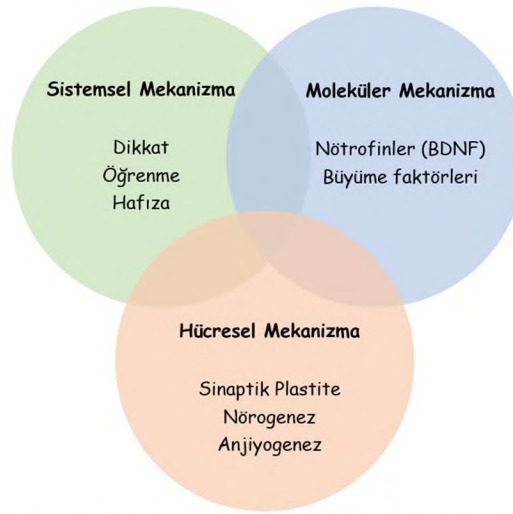 Sistemsel Mekanizma
Dikkat
Öğrenme
Hafıza
Moleküler Mekanizma
Nötrofinler (BDNF)
Büyüme faktörleri
Hücresel Mekanizma
Sinaptik Plastite
Nörogenez
Anjiyogenez